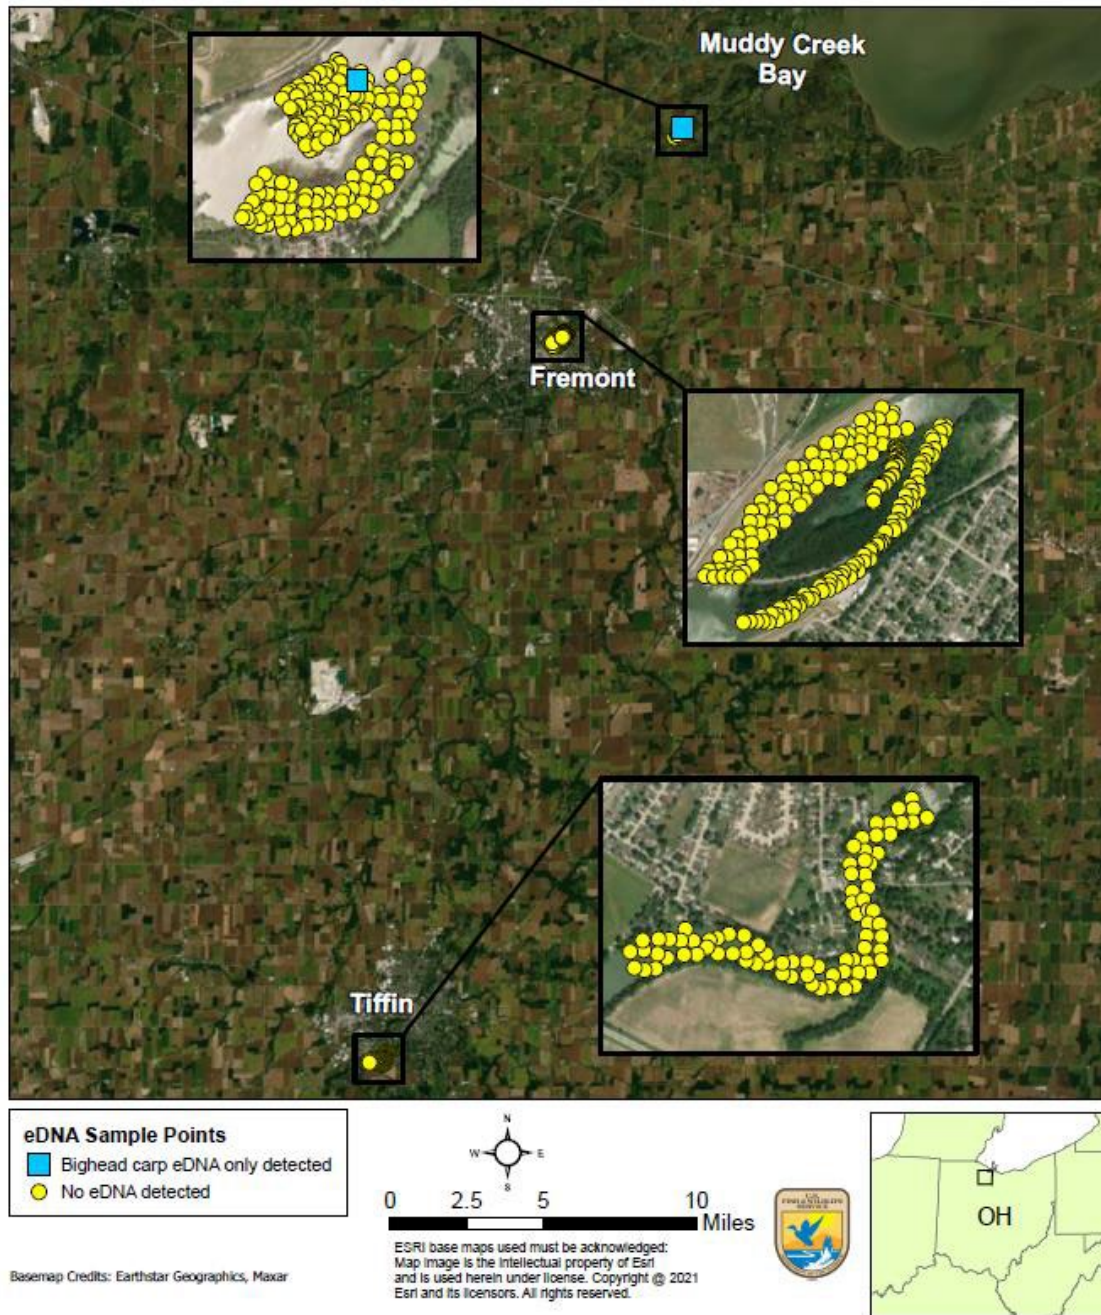 Muddy Creek
Bay
Fremont
Tiffin
eDNA Sample Points
Bighead carp eDNA only detected
No eDNA detected
Basemap Credits: Earthstar Geographics, Maxar
N
W E
S
0 2.5 5 10
Miles
ESRI base maps used must be acknowledged:
Map image is the intellectual property of Esri
and is used herein under license. Copyright @ 2021
Esri and its licensors. All rights reserved.
U.S.
FISH & WILDLIFE
SERVICE
OH